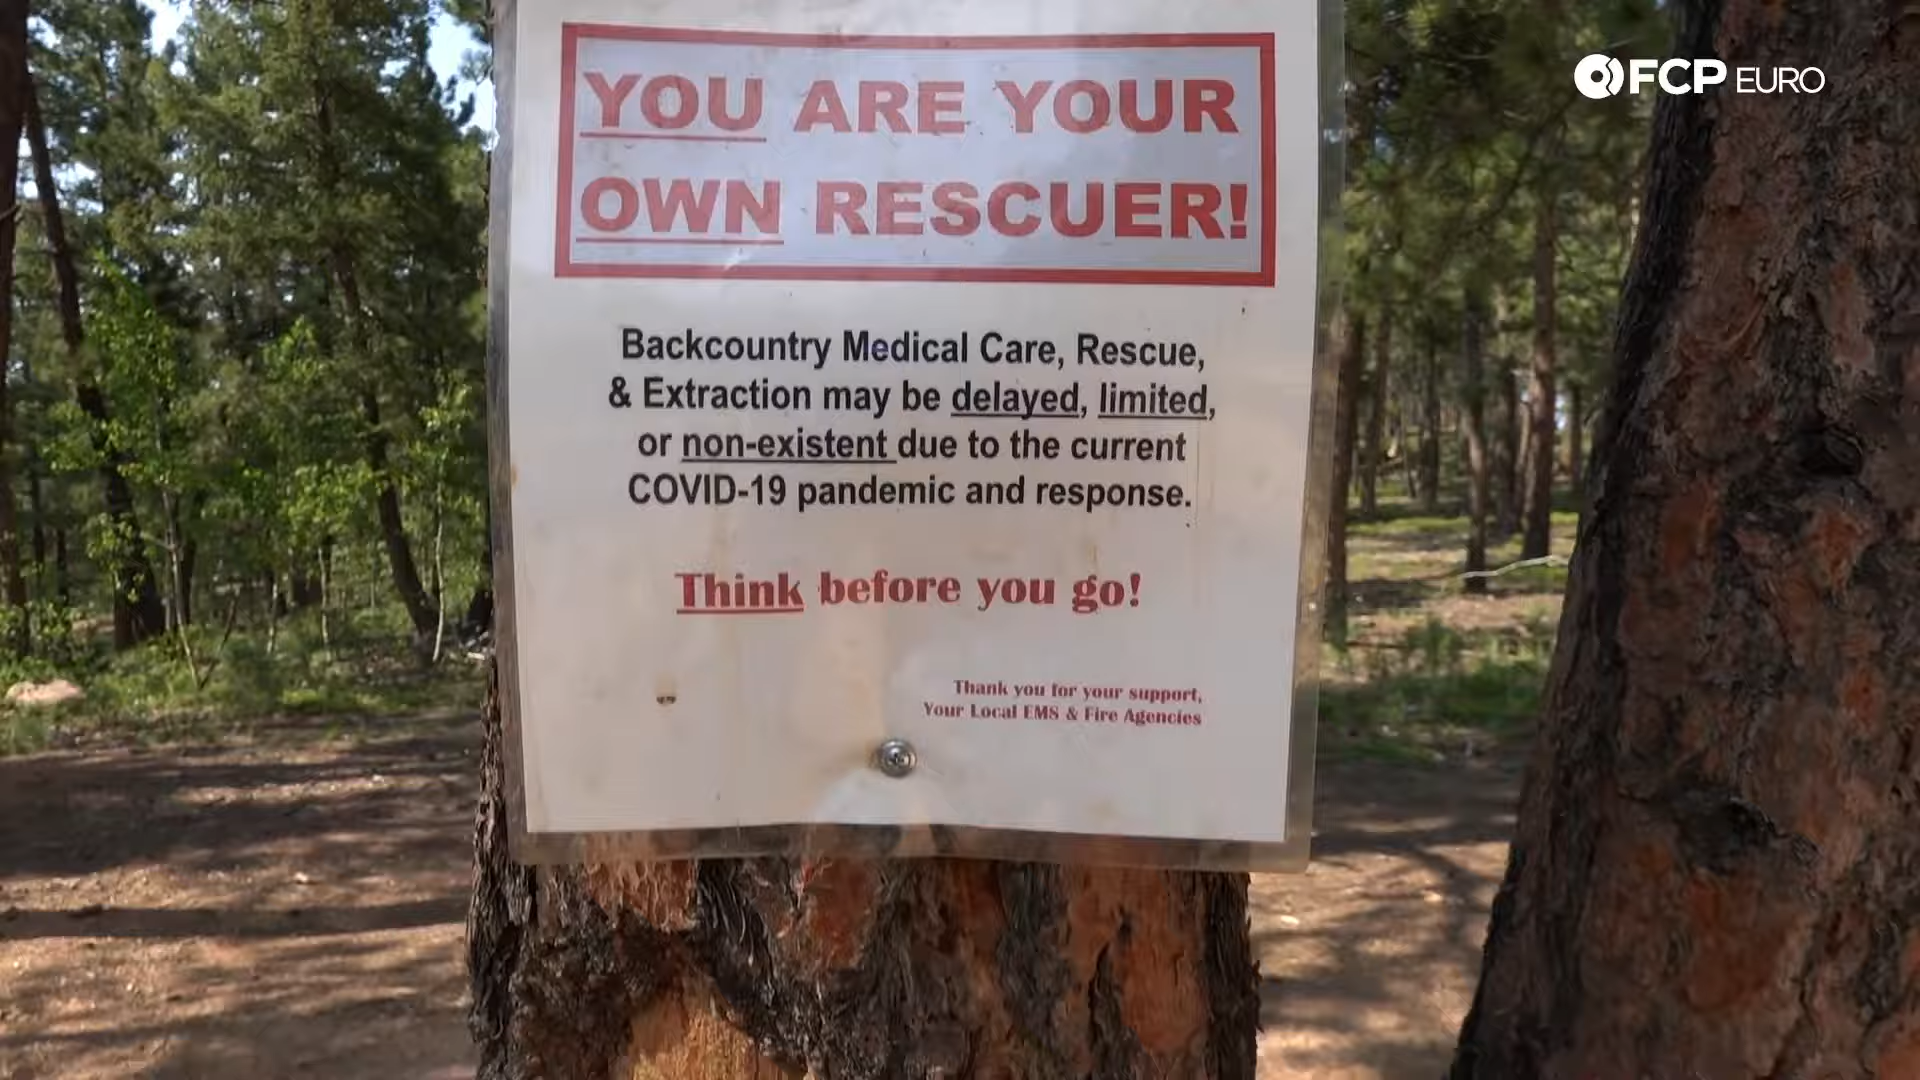 FCP EURO
YOU ARE YOUR
OWN RESCUER!
Backcountry Medical Care, Rescue,
& Extraction may be delayed, limited,
or non-existent due to the current
COVID-19 pandemic and response.
Think before you go!
Thank you for your support,
Your Local EMS & Fire Agencies